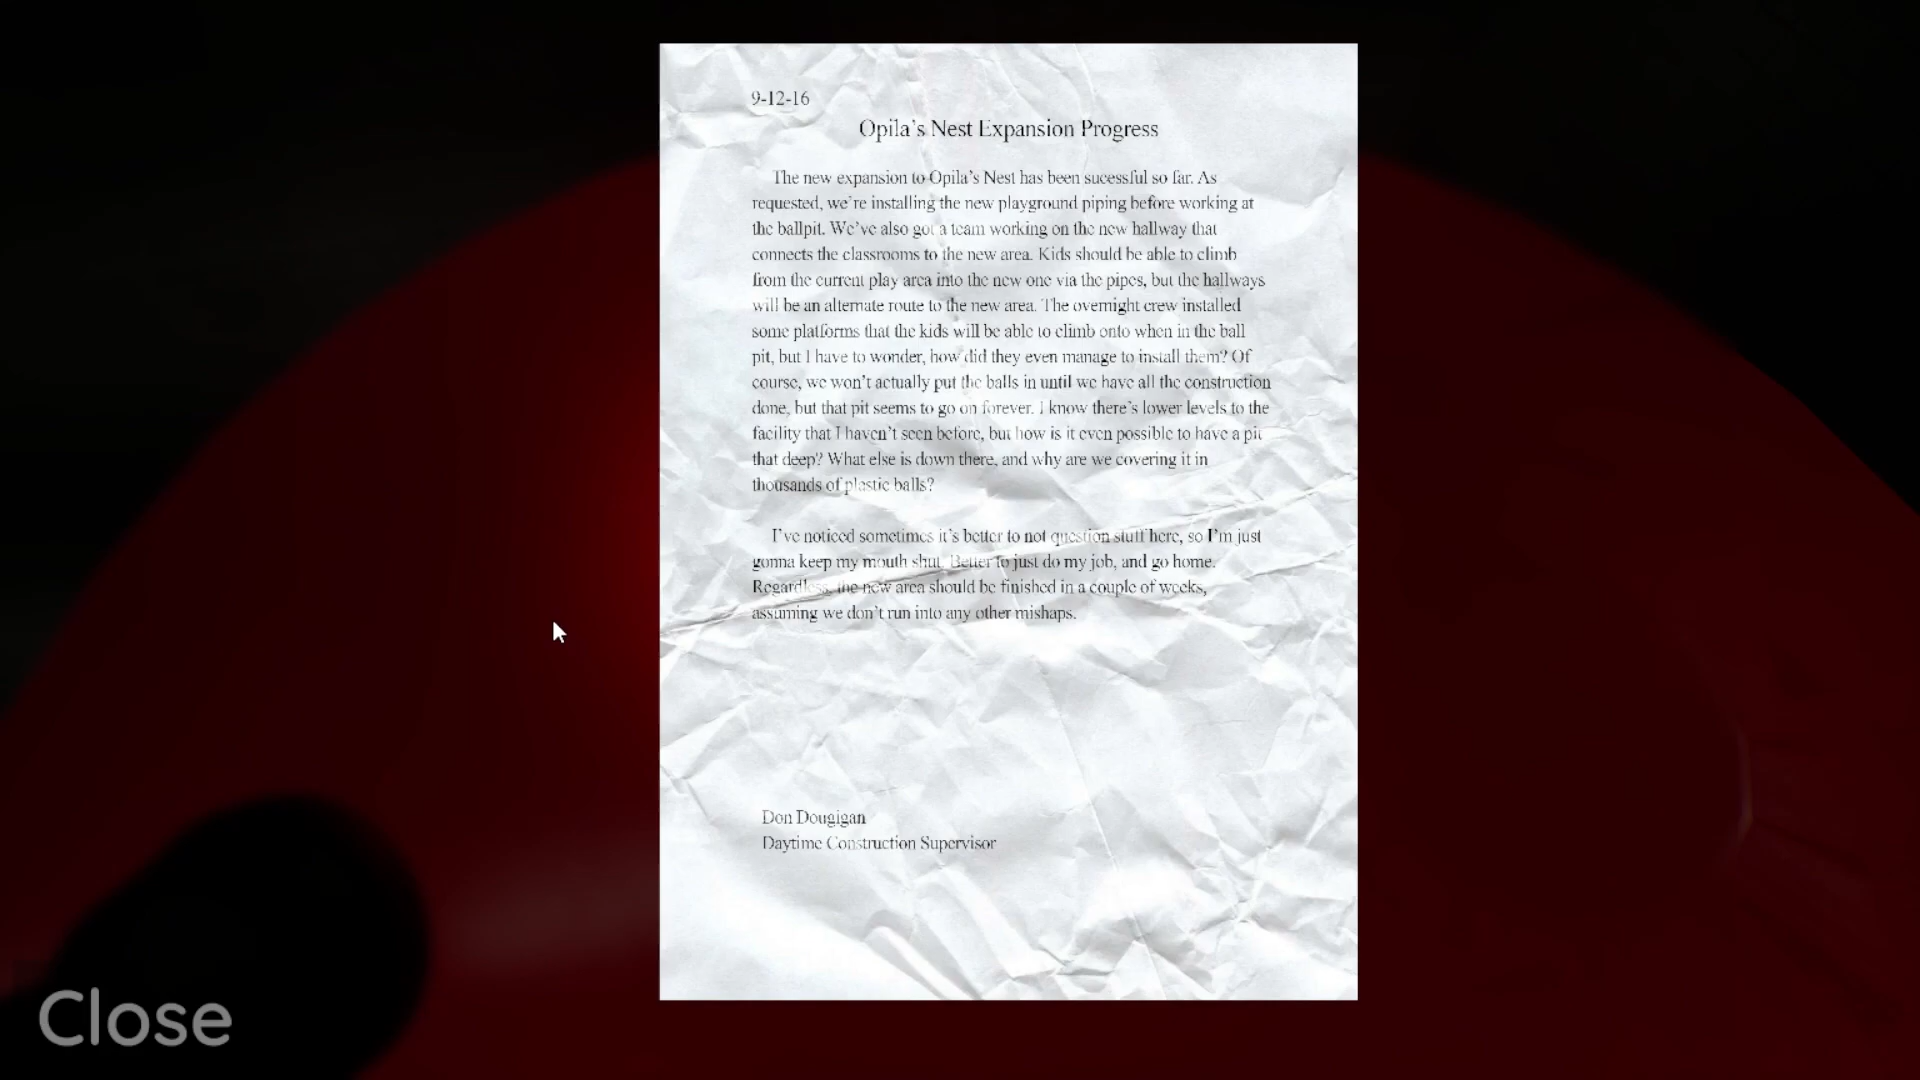 9-12-16
Opila's Nest Expansion Progress
The new expansion to Opila's Nest has been sucessful so far. As
requested, we're installing the new playground piping before working at
the ballpit. We've also got a team working on the new hallway that
connects the classrooms to the new area. Kids should be able to climb
from the current play area into the new one via the pipes, but the hallways
will be an alternate route to the new area. The overnight crew installed
some platforms that the kids will be able to climb onto when in the ball
pit, but I have to wonder, how did they even manage to install them? Of
course, we won't actually put the balls in until we have all the construction
done, but that pit seems to go on forever. I know there's lower levels to the
facility that I haven't seen before, but how is it even possible to have a pit
that deep? What else is down there, and why are we covering it in
thousands of plastic balls?
I've noticed sometimes it's better to not question stuff here, so I'm just
gonna keep my mouth shut. Better to just do my job, and go home.
Regardless, the new area should be finished in a couple of weeks,
assuming we don't run into any other mishaps.
Don Dougigan
Daytime Construction Supervisor
Close